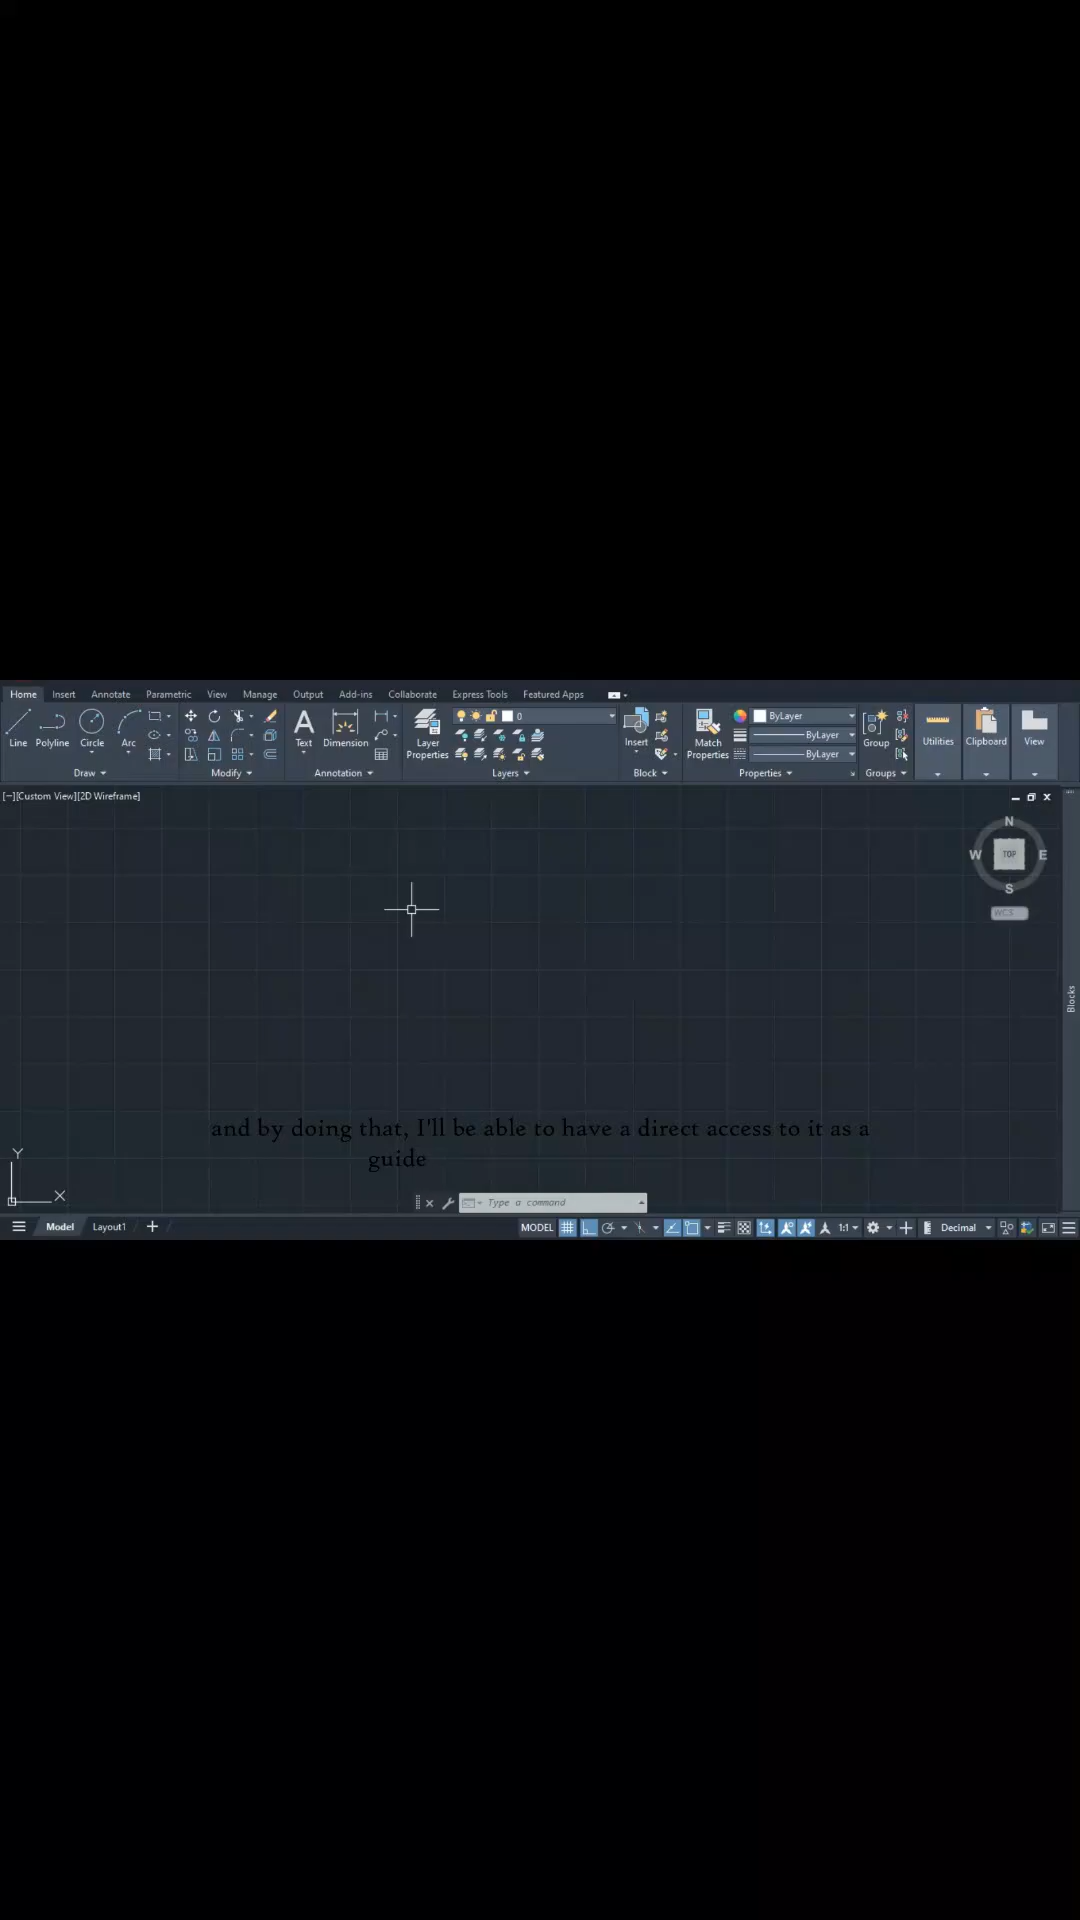 Home Insert Annotate Parametric View Manage Output Add-ins Collaborate Express Tools Featured Apps
Line Polyline Circle Arc
Text Dimension
Layer Properties
0
Insert
Match Properties
ByLayer
ByLayer
ByLayer
Group
Utilities Clipboard View
Draw Modify Annotation Layers Block Properties Groups
[−][Custom View][2D Wireframe]
N
W TOP E
S
WCS
Blocks
and by doing that, I'll be able to have a direct access to it as a
guide
Y
X
Type a command
Model Layout1 + MODEL 1:1 Decimal